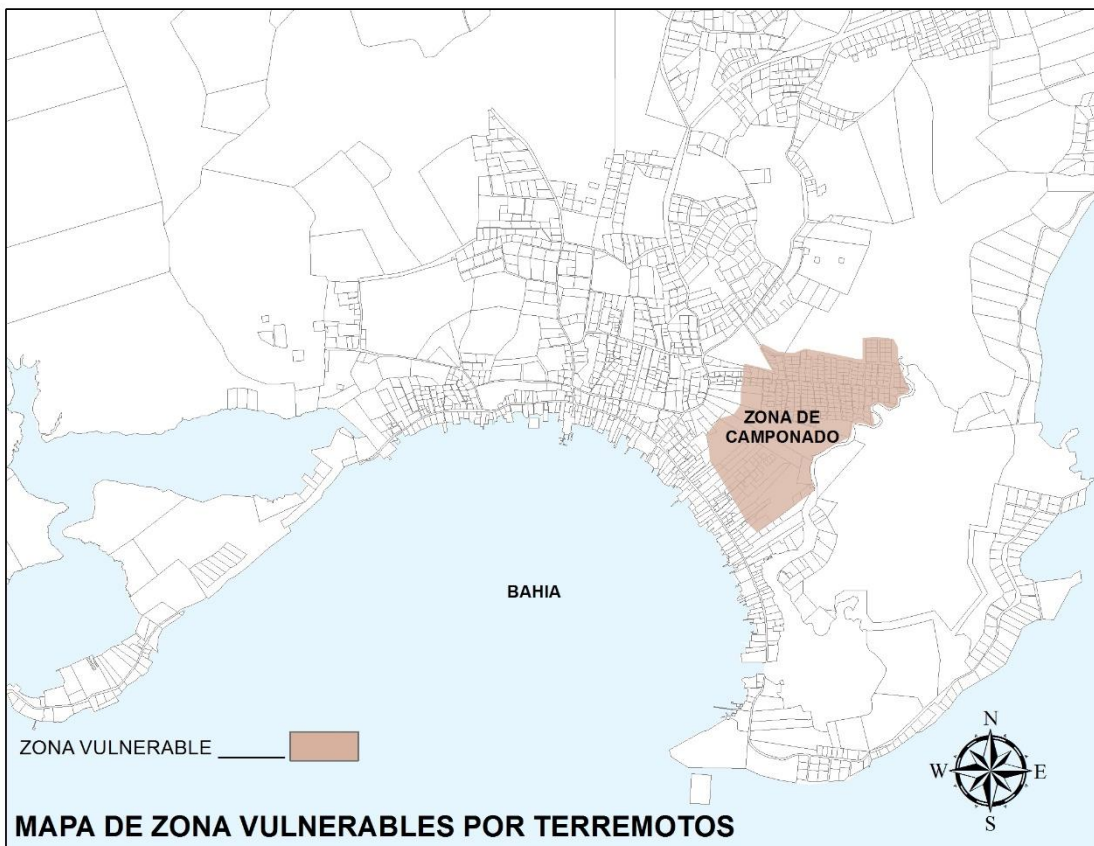 ZONA DE
CAMPONADO
BAHIA
ZONA VULNERABLE
N
W E
S
MAPA DE ZONA VULNERABLES POR TERREMOTOS